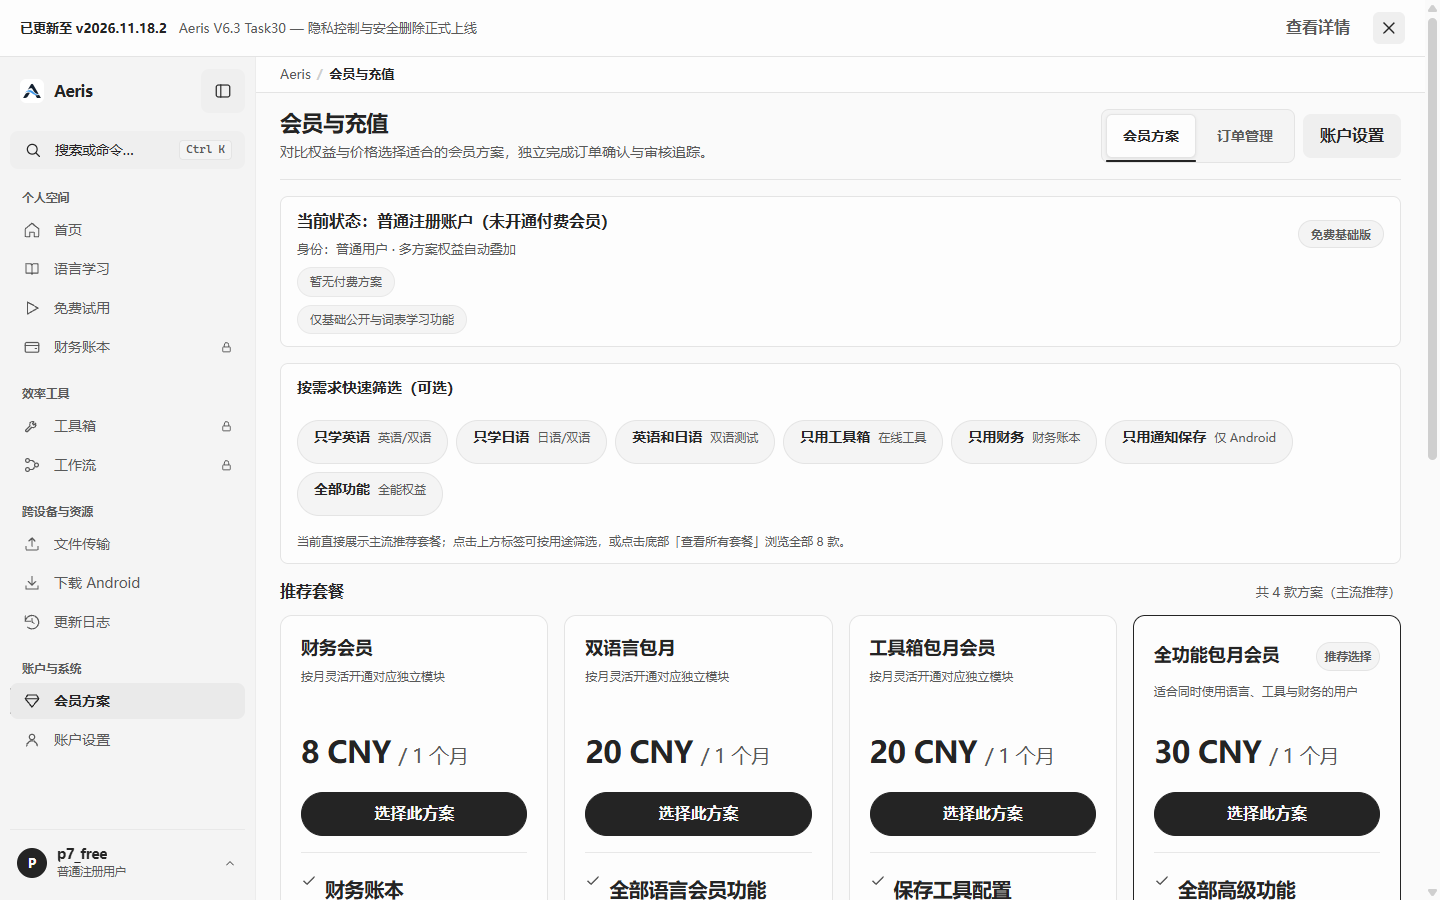 已更新至 v2026.11.18.2 Aeris V6.3 Task30 — 隐私控制与安全删除正式上线
查看详情
Aeris
搜索或命令...
Ctrl K
个人空间
首页
语言学习
免费试用
财务账本
效率工具
工具箱
工作流
跨设备与资源
文件传输
下载 Android
更新日志
账户与系统
会员方案
账户设置
P
p7_free
普通注册用户
Aeris / 会员与充值
会员与充值
对比权益与价格选择适合的会员方案，独立完成订单确认与审核追踪。
会员方案
订单管理
账户设置
当前状态：普通注册账户（未开通付费会员）
身份：普通用户 · 多方案权益自动叠加
暂无付费方案
仅基础公开与词表学习功能
免费基础版
按需求快速筛选（可选）
只学英语 英语/双语
只学日语 日语/双语
英语和日语 双语测试
只用工具箱 在线工具
只用财务 财务账本
只用通知保存 仅 Android
全部功能 全能权益
当前直接展示主流推荐套餐；点击上方标签可按用途筛选，或点击底部「查看所有套餐」浏览全部 8 款。
推荐套餐
共 4 款方案（主流推荐）
财务会员
按月灵活开通对应独立模块
8 CNY / 1 个月
选择此方案
财务账本
双语言包月
按月灵活开通对应独立模块
20 CNY / 1 个月
选择此方案
全部语言会员功能
工具箱包月会员
按月灵活开通对应独立模块
20 CNY / 1 个月
选择此方案
保存工具配置
全功能包月会员
推荐选择
适合同时使用语言、工具与财务的用户
30 CNY / 1 个月
选择此方案
全部高级功能